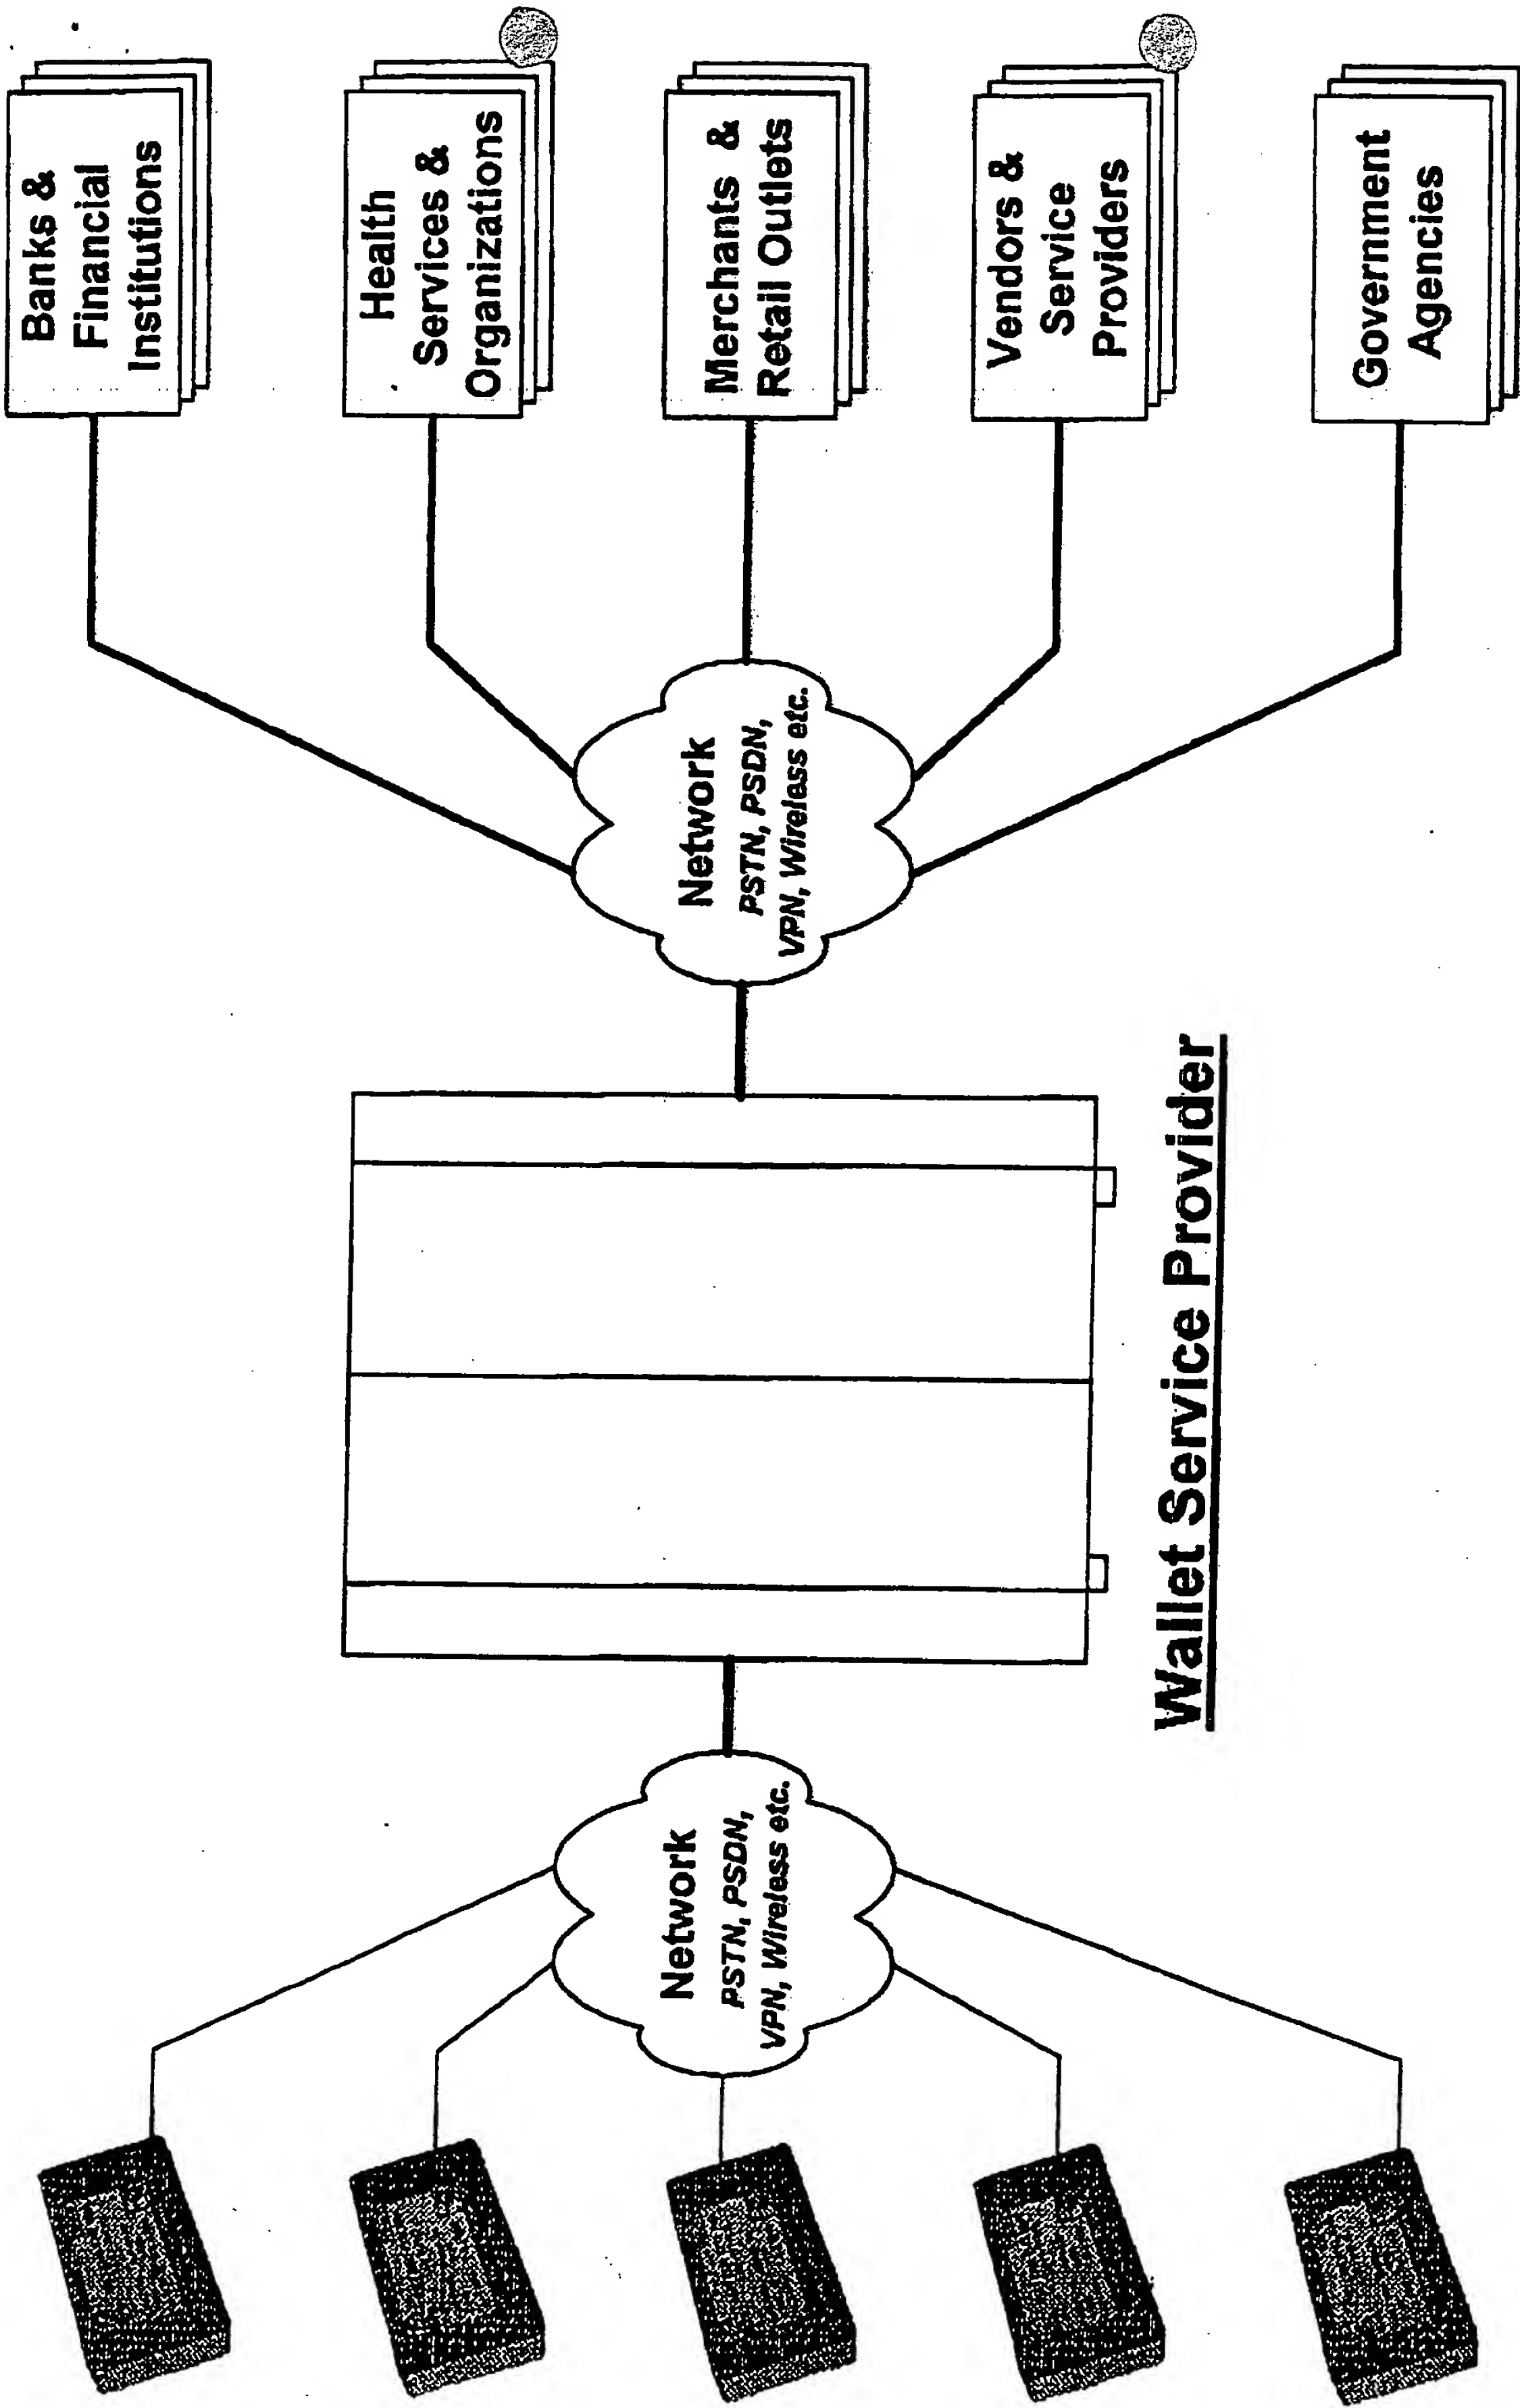 Banks &
Financial
Institutions
Health
Services &
Organizations
Merchants &
Retail Outlets
Vendors &
Service
Providers
Government
Agencies
Network
PSTN, PSDN,
VPN, Wireless etc.
Wallet Service Provider
Network
PSTN, PSDN,
VPN, Wireless etc.